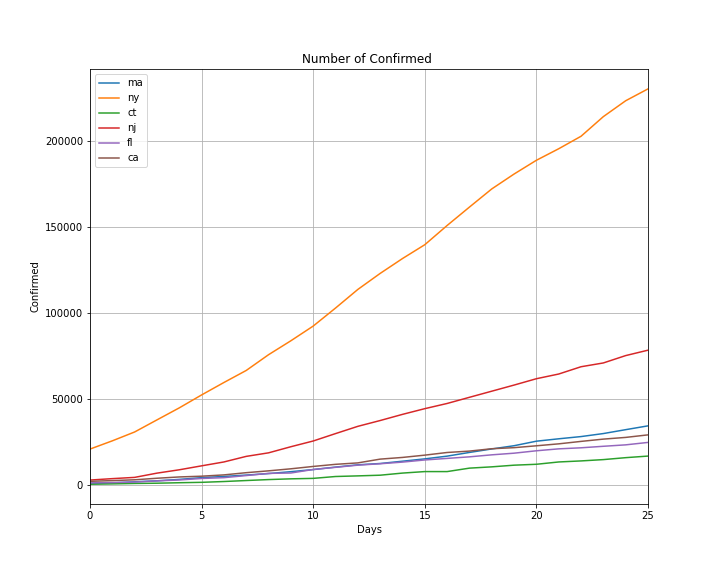 Number of Confirmed
ma
ny
ct
nj
fl
ca
200000
150000
100000
50000
0
Confirmed
0 5 10 15 20 25
Days